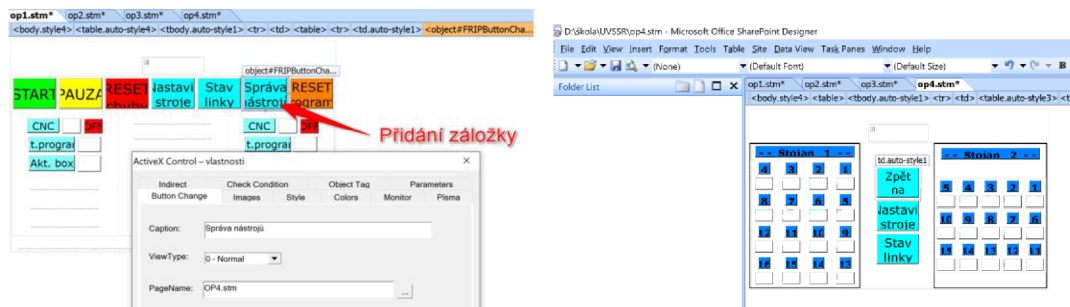 op1.stm* op2.stm* op3.stm* op4.stm*
<body.style4> <table.auto-style4> <tbody.auto-style1> <tr> <td> <table> <tr> <td.auto-style1> <object#FRIPButtonCha...
object#FRIPButtonCha...
START PAUZA RESET Nastavi Stav Správa RESET
chyby stroje linky nástrojů program
CNC OFF CNC OFF
t.program t.program
Akt. box
Přidání záložky
ActiveX Control – vlastnosti
Indirect Check Condition Object Tag Parameters
Button Change Images Style Colors Monitor Pisma
Caption: Správa nástrojů
ViewType: 0 - Normal
PageName: OP4.stm ...
D:\škola\UVSSR\op4.stm - Microsoft Office SharePoint Designer
File Edit View Insert Format Tools Table Site Data View Task Panes Window Help
(None) (Default Font) (Default Size) B
Folder List
op1.stm* op2.stm* op3.stm* op4.stm*
<body.style4> <table> <tbody.auto-style1> <tr> <td> <table.auto-style3> <t
td.auto-style1
-- Stojan 1 --
4 3 2 1
8 7 6 5
12 11 10 9
16 15 14 13
Zpět
na
Nastavi
stroje
Stav
linky
-- Stojan 2 --
5 4 3 2 1
10 9 8 7 6
15 14 13 12 11